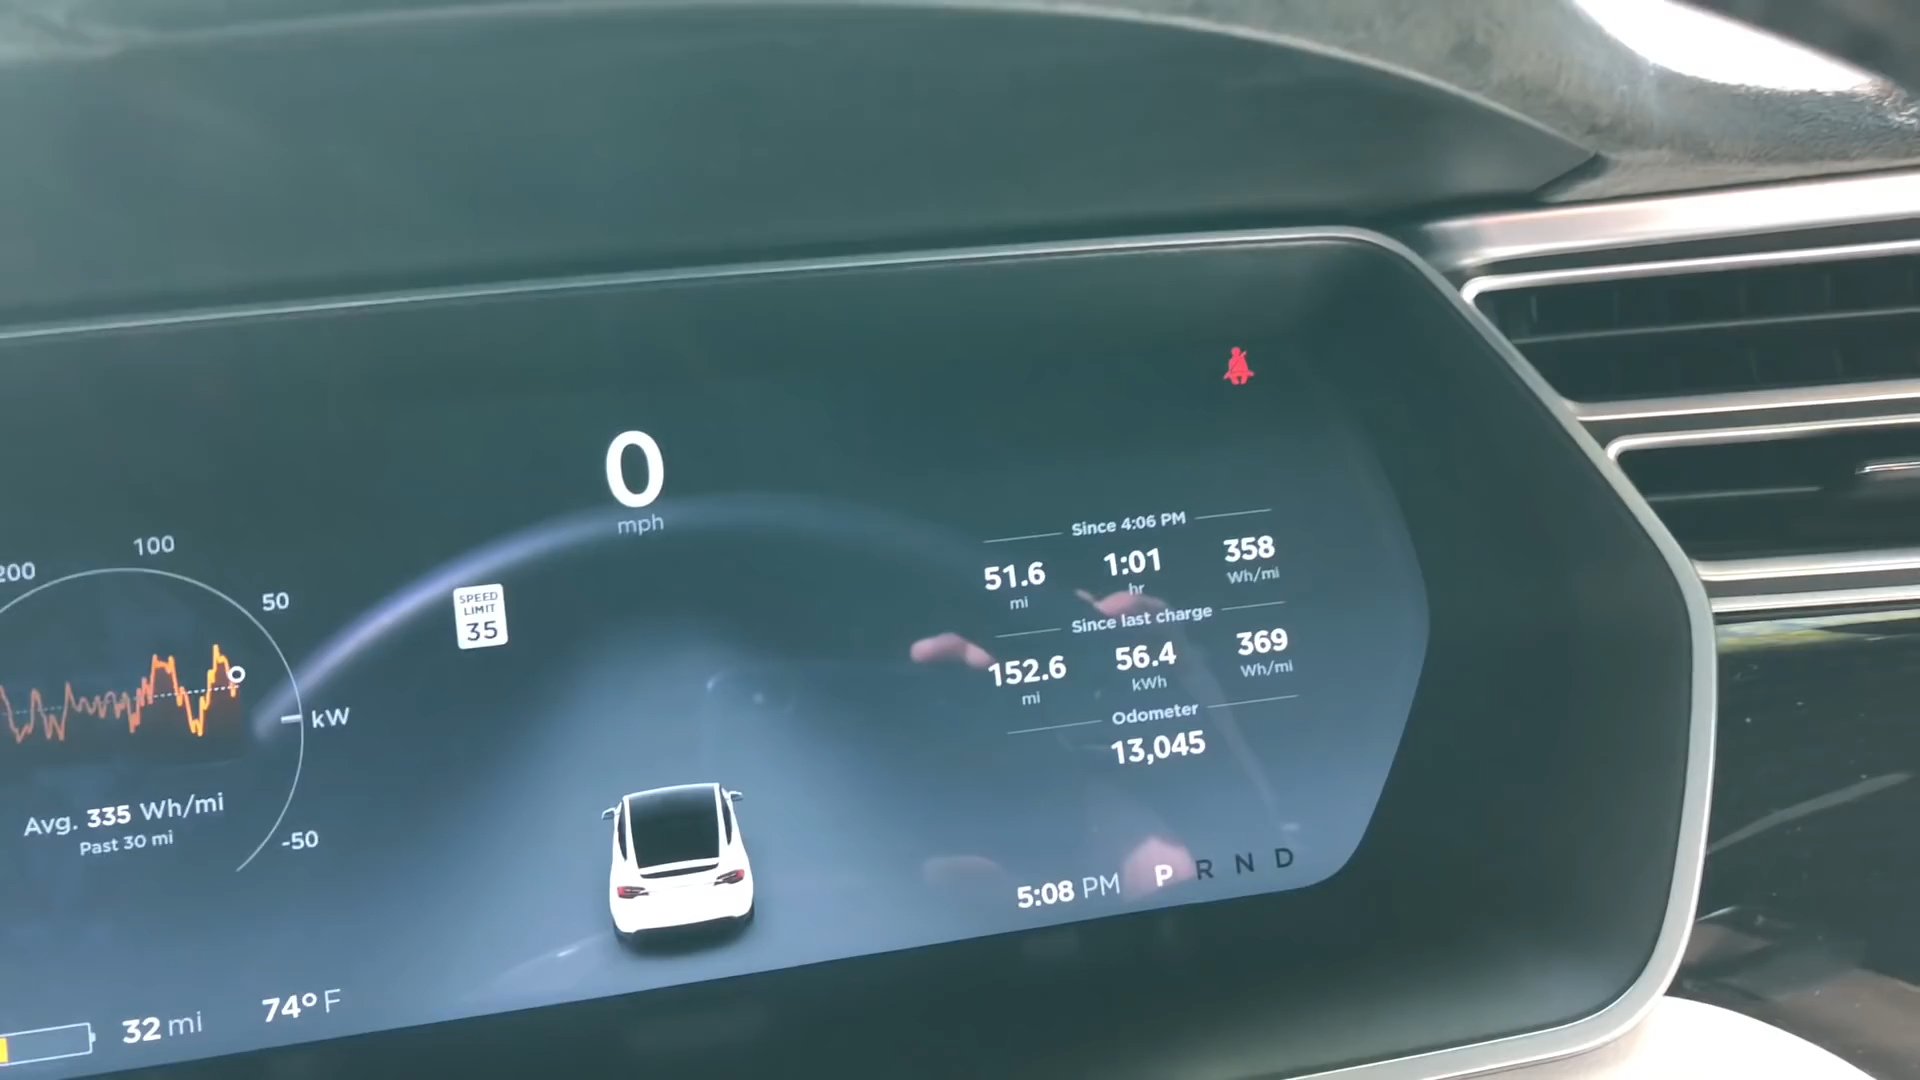 0
mph
SPEED
LIMIT
35
200
100
50
kW
-50
Avg. 335 Wh/mi
Past 30 mi
Since 4:06 PM
51.6 1:01 358
mi hr Wh/mi
Since last charge
152.6 56.4 369
mi kWh Wh/mi
Odometer
13,045
5:08 PM P R N D
32 mi 74° F